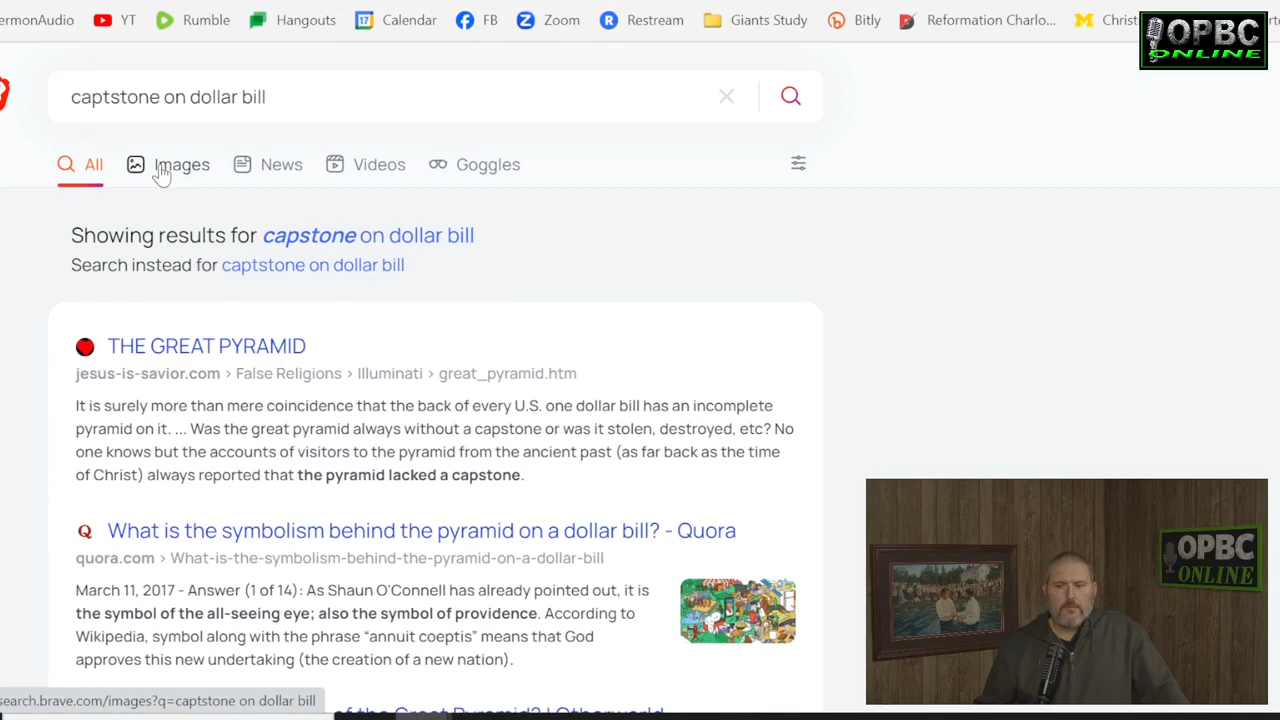 ermonAudio YT Rumble Hangouts Calendar FB Zoom Restream Giants Study Bitly Reformation Charlo... Christ
OPBC
ONLINE
captstone on dollar bill
All Images News Videos Goggles
Showing results for capstone on dollar bill
Search instead for captstone on dollar bill
THE GREAT PYRAMID
jesus-is-savior.com › False Religions › Illuminati › great_pyramid.htm
It is surely more than mere coincidence that the back of every U.S. one dollar bill has an incomplete
pyramid on it. ... Was the great pyramid always without a capstone or was it stolen, destroyed, etc? No
one knows but the accounts of visitors to the pyramid from the ancient past (as far back as the time
of Christ) always reported that the pyramid lacked a capstone.
What is the symbolism behind the pyramid on a dollar bill? - Quora
quora.com › What-is-the-symbolism-behind-the-pyramid-on-a-dollar-bill
March 11, 2017 - Answer (1 of 14): As Shaun O'Connell has already pointed out, it is
the symbol of the all-seeing eye; also the symbol of providence. According to
Wikipedia, symbol along with the phrase “annuit coeptis” means that God
approves this new undertaking (the creation of a new nation).
of the Great Pyramid? | Otherworld
search.brave.com/images?q=captstone on dollar bill
OPBC
ONLINE